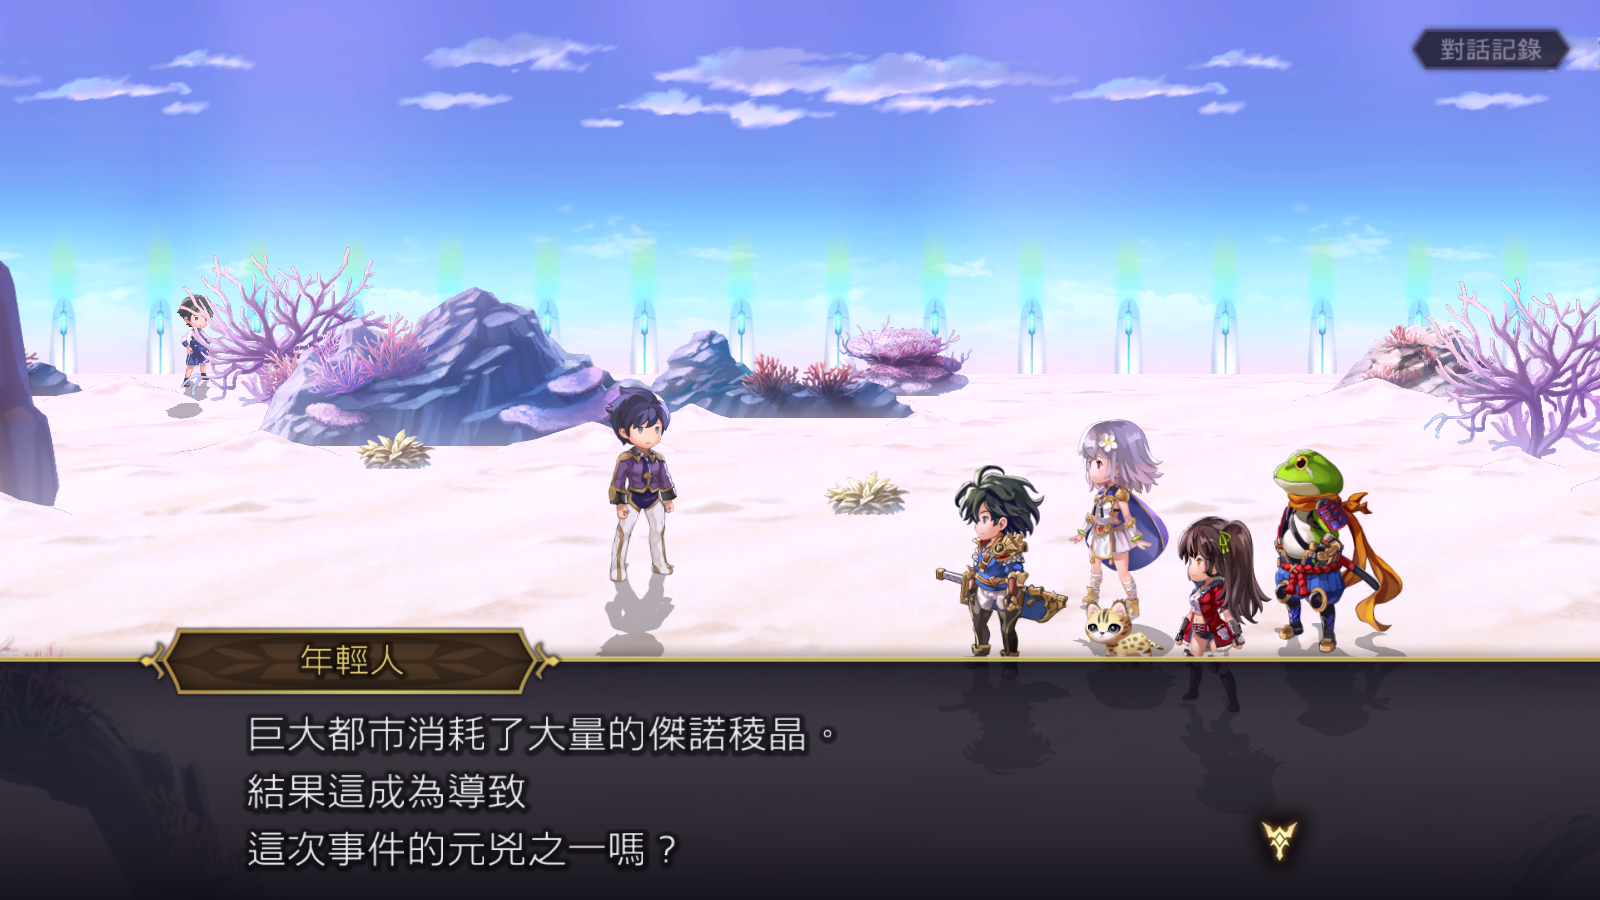 對話記錄
年輕人
巨大都市消耗了大量的傑諾稜晶。
結果這成為導致
這次事件的元兇之一嗎？